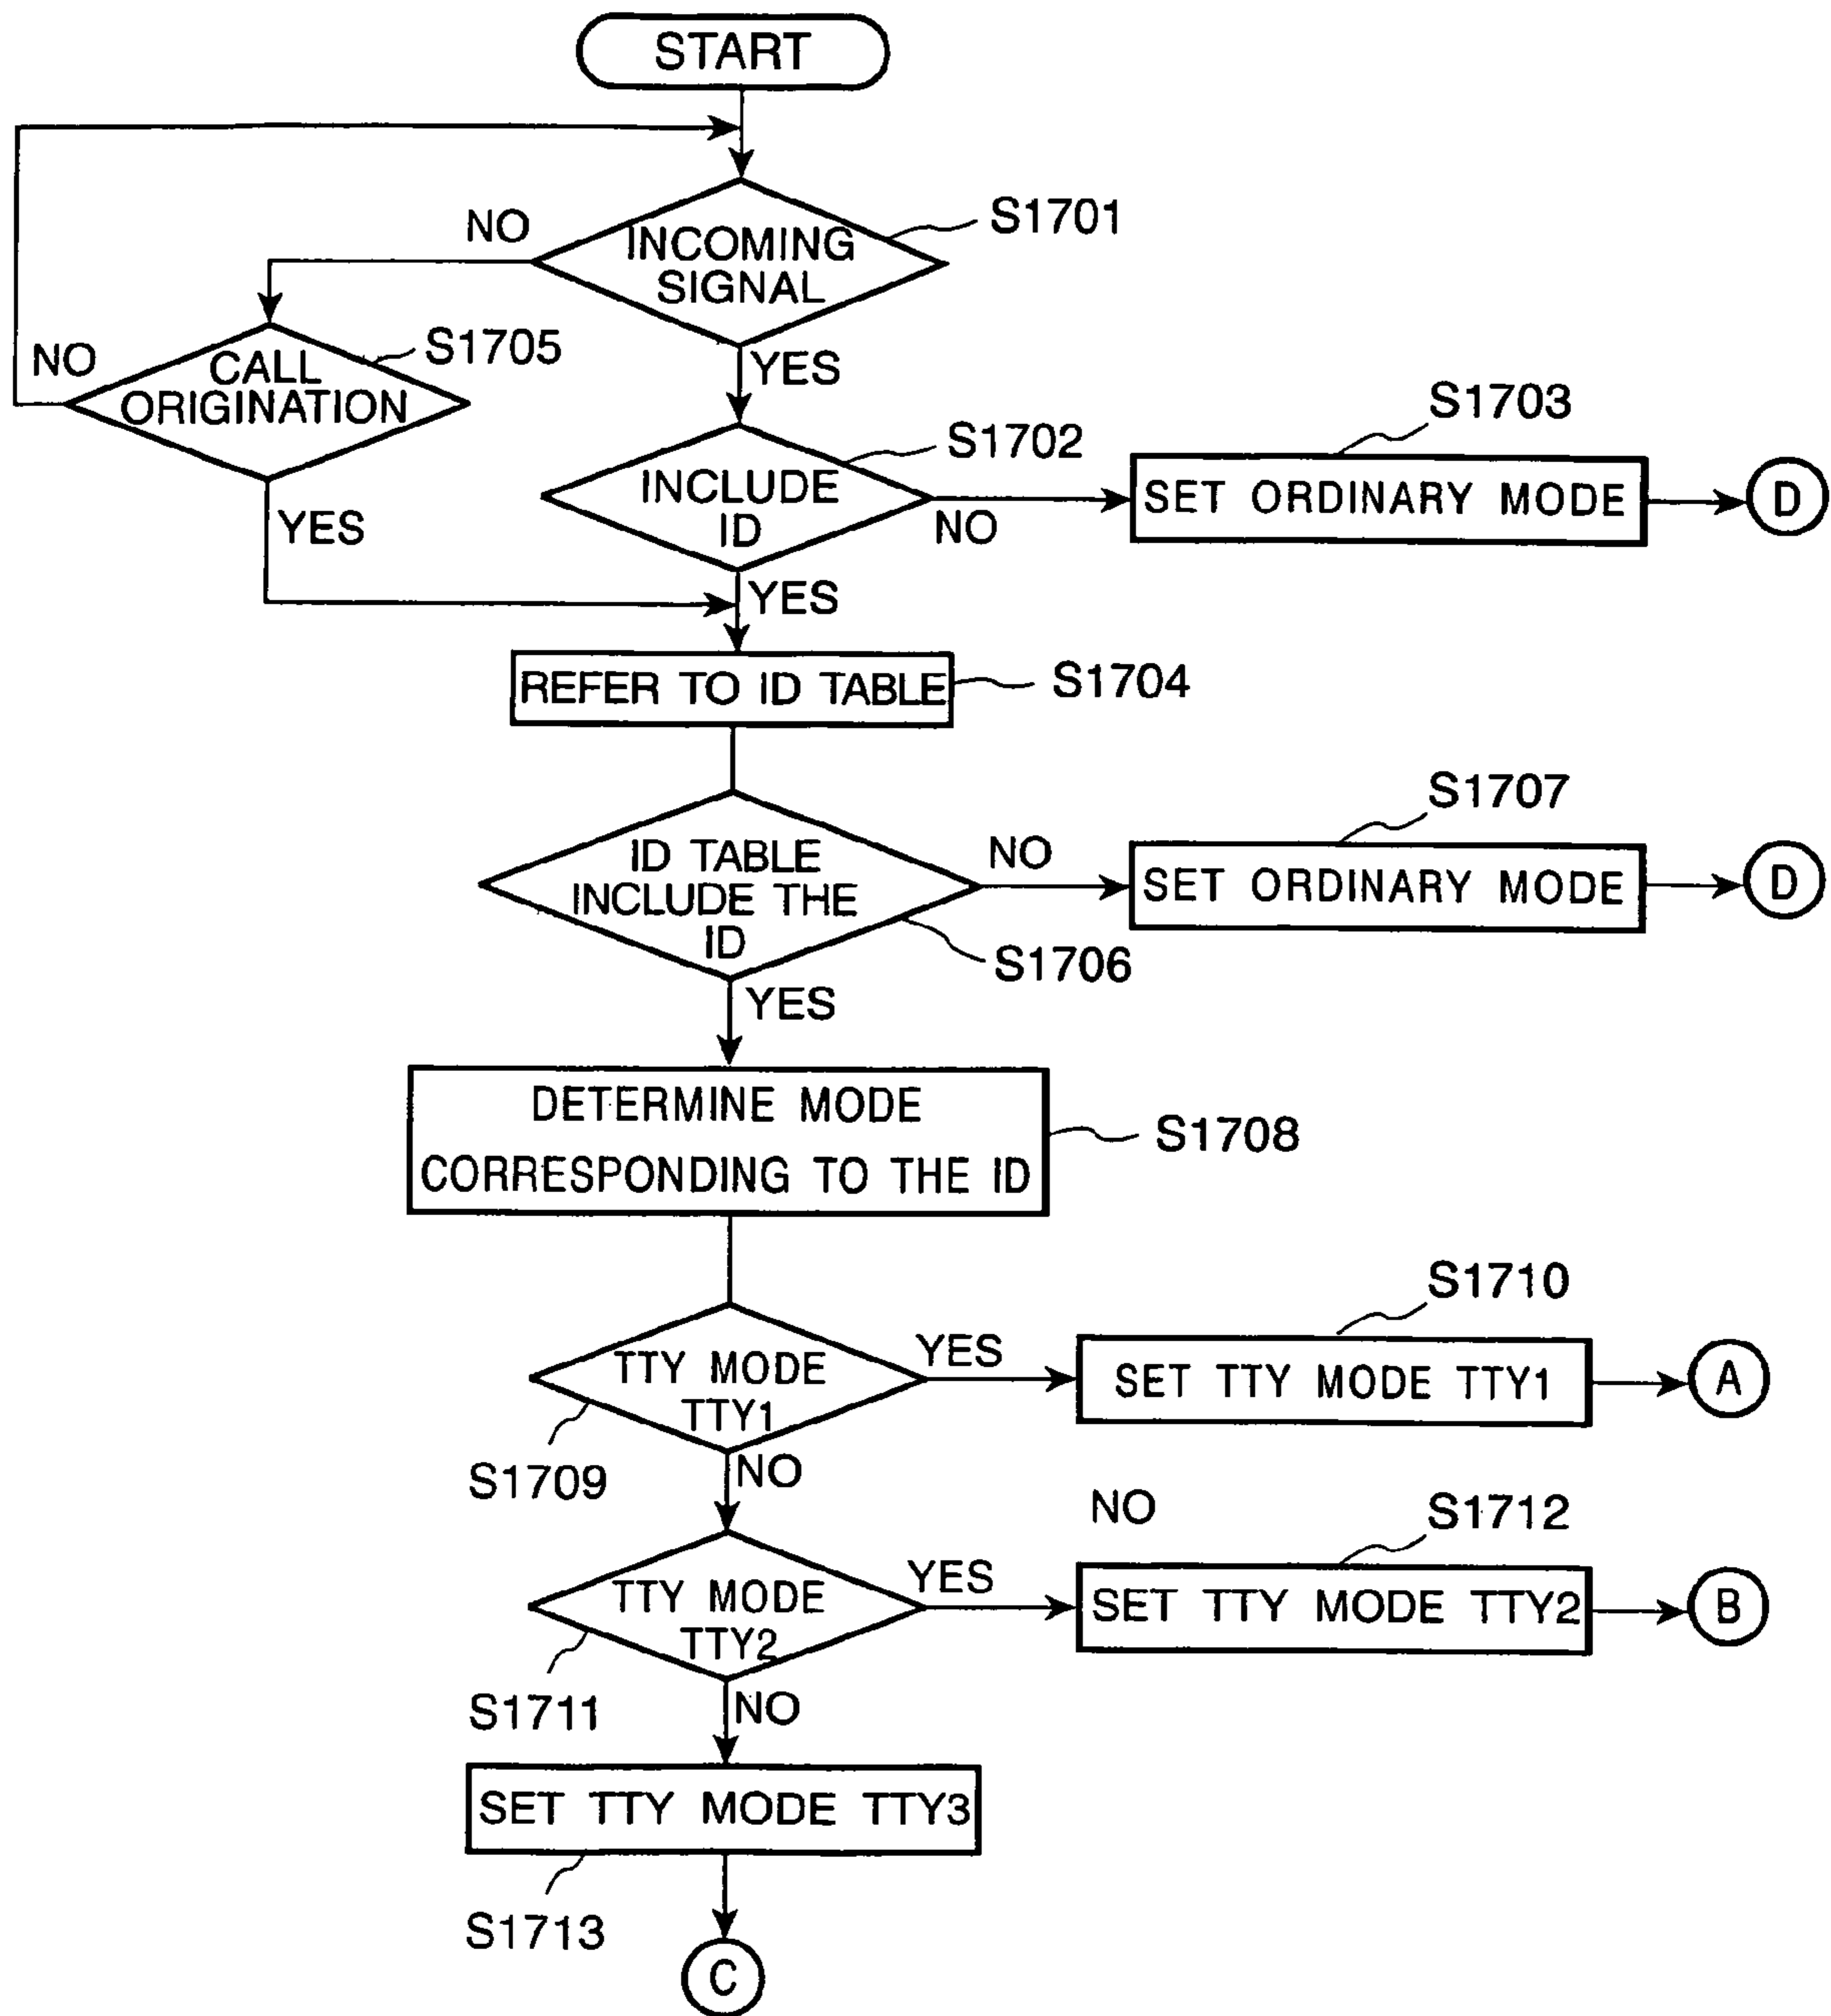 START
NO
INCOMING
SIGNAL
S1701
YES
NO
CALL
ORIGINATION
S1705
YES
INCLUDE
ID
S1702
NO
S1703
SET ORDINARY MODE
D
YES
REFER TO ID TABLE
S1704
ID TABLE
INCLUDE THE
ID
NO
S1706
S1707
SET ORDINARY MODE
D
YES
DETERMINE MODE
CORRESPONDING TO THE ID
S1708
TTY MODE
TTY1
YES
S1709
S1710
SET TTY MODE TTY1
A
NO
TTY MODE
TTY2
YES
S1711
NO
S1712
SET TTY MODE TTY2
B
NO
SET TTY MODE TTY3
S1713
C